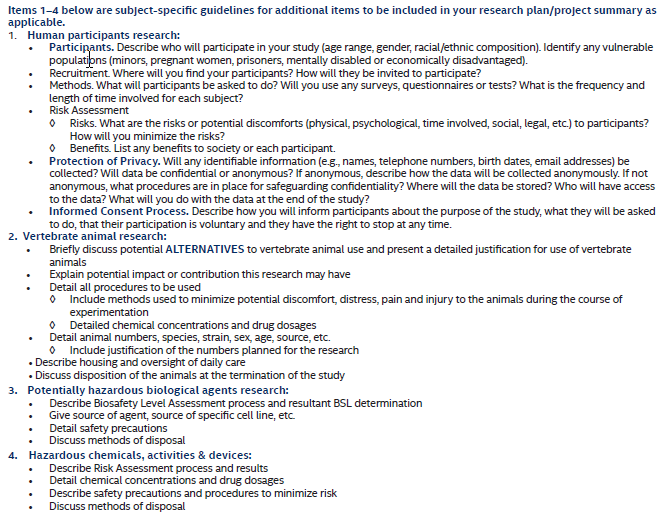 Items 1–4 below are subject-specific guidelines for additional items to be included in your research plan/project summary as
applicable.
1. Human participants research:
• Participants. Describe who will participate in your study (age range, gender, racial/ethnic composition). Identify any vulnerable
populations (minors, pregnant women, prisoners, mentally disabled or economically disadvantaged).
• Recruitment. Where will you find your participants? How will they be invited to participate?
• Methods. What will participants be asked to do? Will you use any surveys, questionnaires or tests? What is the frequency and
length of time involved for each subject?
• Risk Assessment
◊ Risks. What are the risks or potential discomforts (physical, psychological, time involved, social, legal, etc.) to participants?
How will you minimize the risks?
◊ Benefits. List any benefits to society or each participant.
• Protection of Privacy. Will any identifiable information (e.g., names, telephone numbers, birth dates, email addresses) be
collected? Will data be confidential or anonymous? If anonymous, describe how the data will be collected anonymously. If not
anonymous, what procedures are in place for safeguarding confidentiality? Where will the data be stored? Who will have access
to the data? What will you do with the data at the end of the study?
• Informed Consent Process. Describe how you will inform participants about the purpose of the study, what they will be asked
to do, that their participation is voluntary and they have the right to stop at any time.
2. Vertebrate animal research:
• Briefly discuss potential ALTERNATIVES to vertebrate animal use and present a detailed justification for use of vertebrate
animals
• Explain potential impact or contribution this research may have
• Detail all procedures to be used
◊ Include methods used to minimize potential discomfort, distress, pain and injury to the animals during the course of
experimentation
◊ Detailed chemical concentrations and drug dosages
• Detail animal numbers, species, strain, sex, age, source, etc.
◊ Include justification of the numbers planned for the research
• Describe housing and oversight of daily care
• Discuss disposition of the animals at the termination of the study
3. Potentially hazardous biological agents research:
• Describe Biosafety Level Assessment process and resultant BSL determination
• Give source of agent, source of specific cell line, etc.
• Detail safety precautions
• Discuss methods of disposal
4. Hazardous chemicals, activities & devices:
• Describe Risk Assessment process and results
• Detail chemical concentrations and drug dosages
• Describe safety precautions and procedures to minimize risk
• Discuss methods of disposal